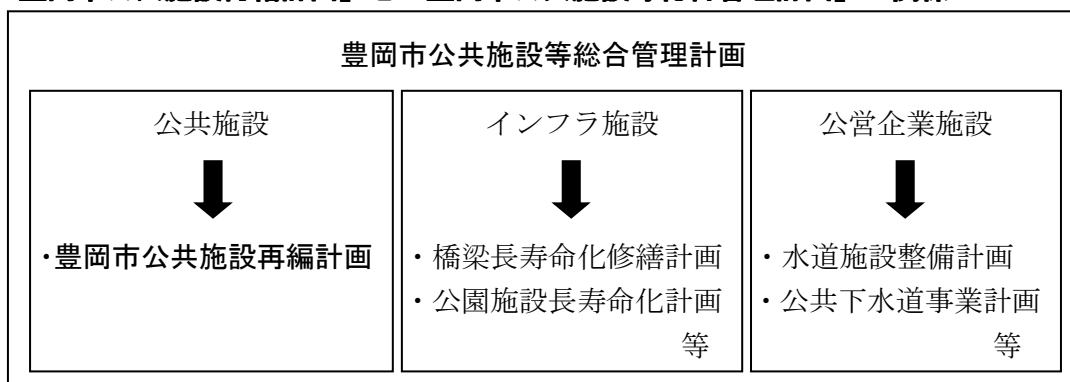 豊岡市公共施設等総合管理計画
公共施設
・豊岡市公共施設再編計画
インフラ施設
・橋梁長寿命化修繕計画
・公園施設長寿命化計画
等
公営企業施設
・水道施設整備計画
・公共下水道事業計画
等